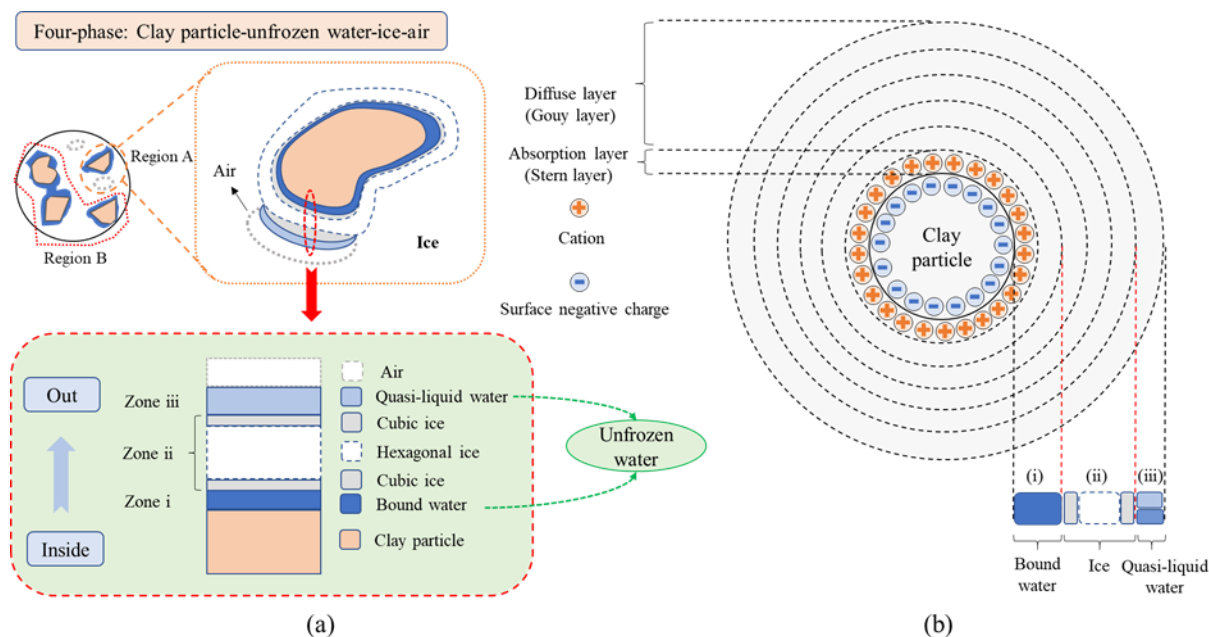 Four-phase: Clay particle-unfrozen water-ice-air
Region A
Region B
Air
Ice
Out
Inside
Zone iii
Zone ii
Zone i
Air
Quasi-liquid water
Cubic ice
Hexagonal ice
Cubic ice
Bound water
Clay particle
Unfrozen
water
(a)
Diffuse layer
(Gouy layer)
Absorption layer
(Stern layer)
Cation
Surface negative charge
Clay
particle
(i)
(ii)
(iii)
Bound
water
Ice
Quasi-liquid
water
(b)